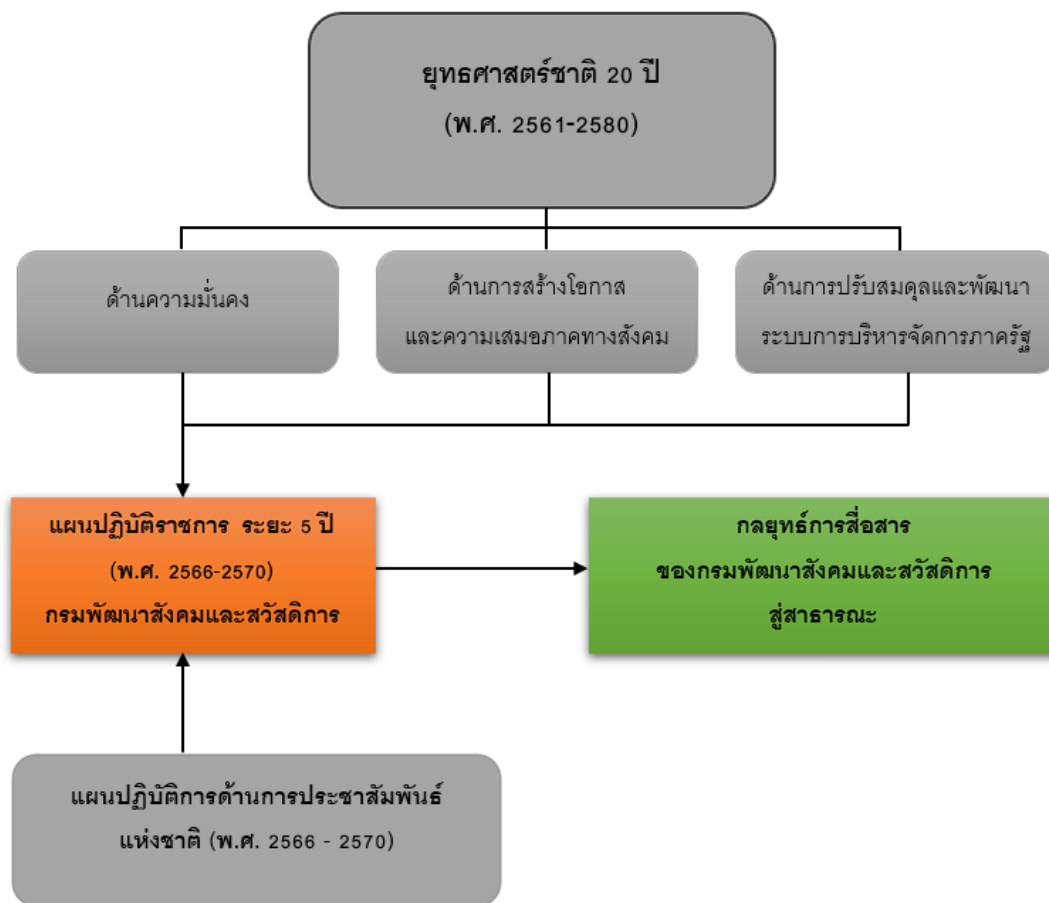 ยุทธศาสตร์ชาติ 20 ปี
(พ.ศ. 2561-2580)
ด้านความมั่นคง
ด้านการสร้างโอกาส
และความเสมอภาคทางสังคม
ด้านการปรับสมดุลและพัฒนา
ระบบการบริหารจัดการภาครัฐ
แผนปฏิบัติราชการ ระยะ 5 ปี
(พ.ศ. 2566-2570)
กรมพัฒนาสังคมและสวัสดิการ
กลยุทธ์การสื่อสาร
ของกรมพัฒนาสังคมและสวัสดิการ
สู่สาธารณะ
แผนปฏิบัติการด้านการประชาสัมพันธ์
แห่งชาติ (พ.ศ. 2566 - 2570)